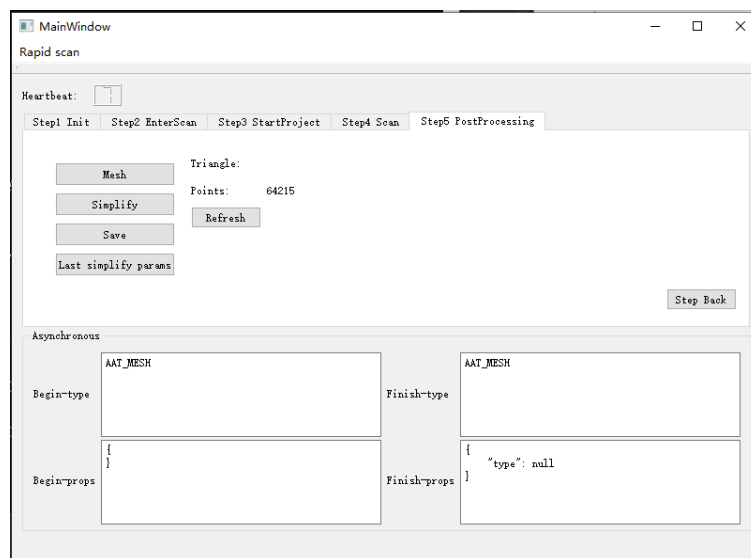 MainWindow
Rapid scan
Heartbeat:
Step1 Init Step2 EnterScan Step3 StartProject Step4 Scan Step5 PostProcessing
Mesh
Triangle:
Simplify
Points: 64215
Refresh
Save
Last simplify params
Step Back
Asynchronous
Begin-type
AAT_MESH
Finish-type
AAT_MESH
Begin-props
{
}
Finish-props
{
"type": null
}